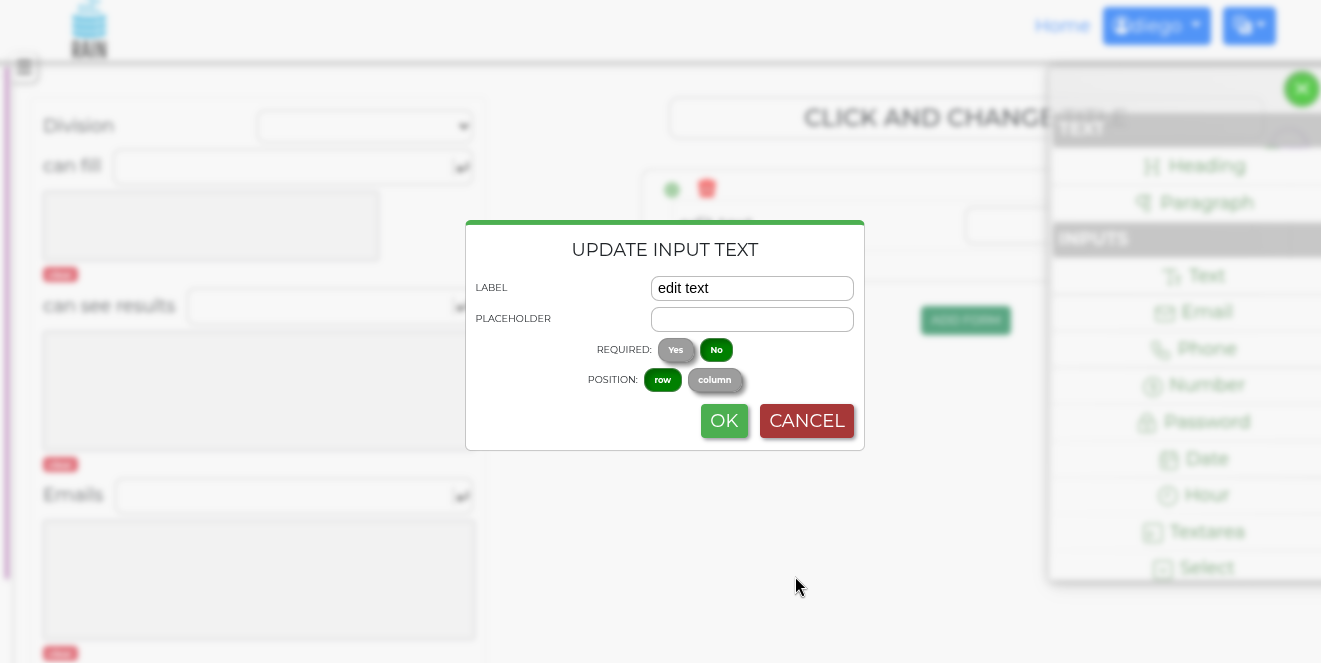 RAIN
Home diego
Division
CLICK AND CHANGE
TEXT
can fill
Heading
Paragraph
INPUTS
UPDATE INPUT TEXT
Text
LABEL edit text
can see results
Email
PLACEHOLDER
ADD FORM
REQUIRED: Yes No
Phone
POSITION: row column
Number
OK CANCEL
Password
Date
Emails
Hour
Textarea
Select